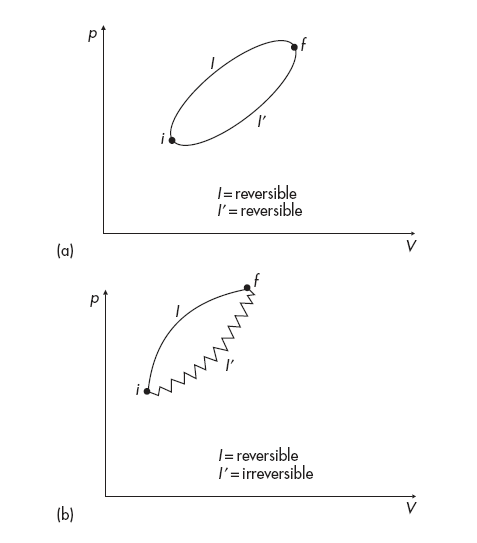 p
f
l
l'
i
l = reversible
l' = reversible
(a)
V
f
p
l
l'
i
l = reversible
l' = irreversible
(b)
V